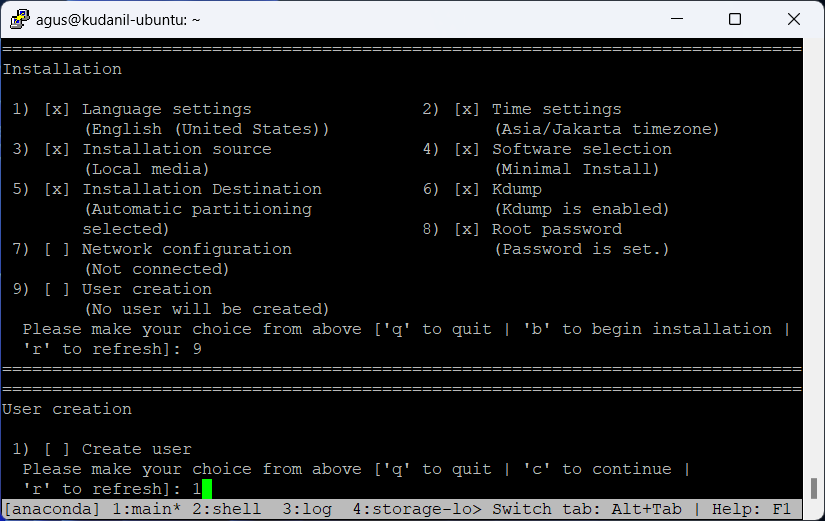 agus@kudanil-ubuntu: ~
================================================================================
Installation
1) [x] Language settings                 2) [x] Time settings
       (English (United States))                (Asia/Jakarta timezone)
3) [x] Installation source               4) [x] Software selection
       (Local media)                            (Minimal Install)
5) [x] Installation Destination          6) [x] Kdump
       (Automatic partitioning                  (Kdump is enabled)
       selected)                         8) [x] Root password
7) [ ] Network configuration                    (Password is set.)
       (Not connected)
9) [ ] User creation
       (No user will be created)
  Please make your choice from above ['q' to quit | 'b' to begin installation |
  'r' to refresh]: 9
================================================================================
================================================================================
User creation
1) [ ] Create user
  Please make your choice from above ['q' to quit | 'c' to continue |
  'r' to refresh]: 1
[anaconda] 1:main* 2:shell  3:log  4:storage-lo> Switch tab: Alt+Tab | Help: F1